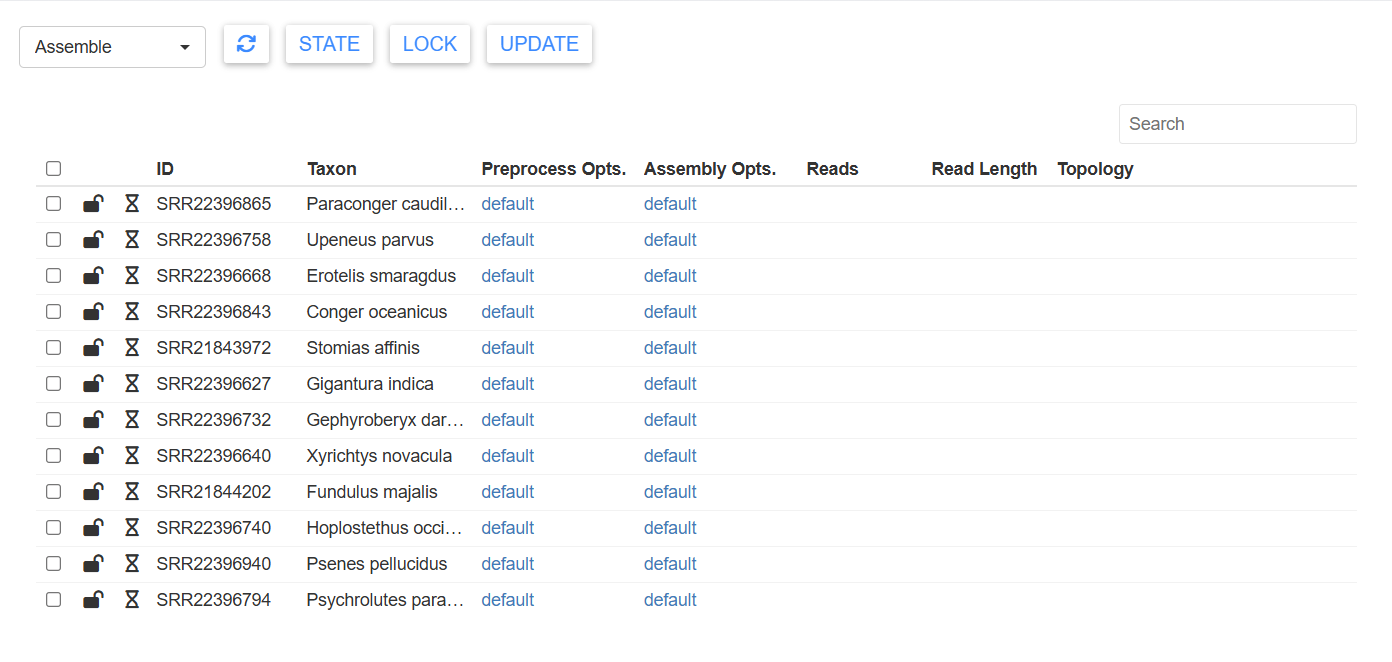 Assemble STATE LOCK UPDATE
Search
ID Taxon Preprocess Opts. Assembly Opts. Reads Read Length Topology
SRR22396865 Paraconger caudil… default default
SRR22396758 Upeneus parvus default default
SRR22396668 Erotelis smaragdus default default
SRR22396843 Conger oceanicus default default
SRR21843972 Stomias affinis default default
SRR22396627 Gigantura indica default default
SRR22396732 Gephyroberyx dar… default default
SRR22396640 Xyrichtys novacula default default
SRR21844202 Fundulus majalis default default
SRR22396740 Hoplostethus occi… default default
SRR22396940 Psenes pellucidus default default
SRR22396794 Psychrolutes para… default default